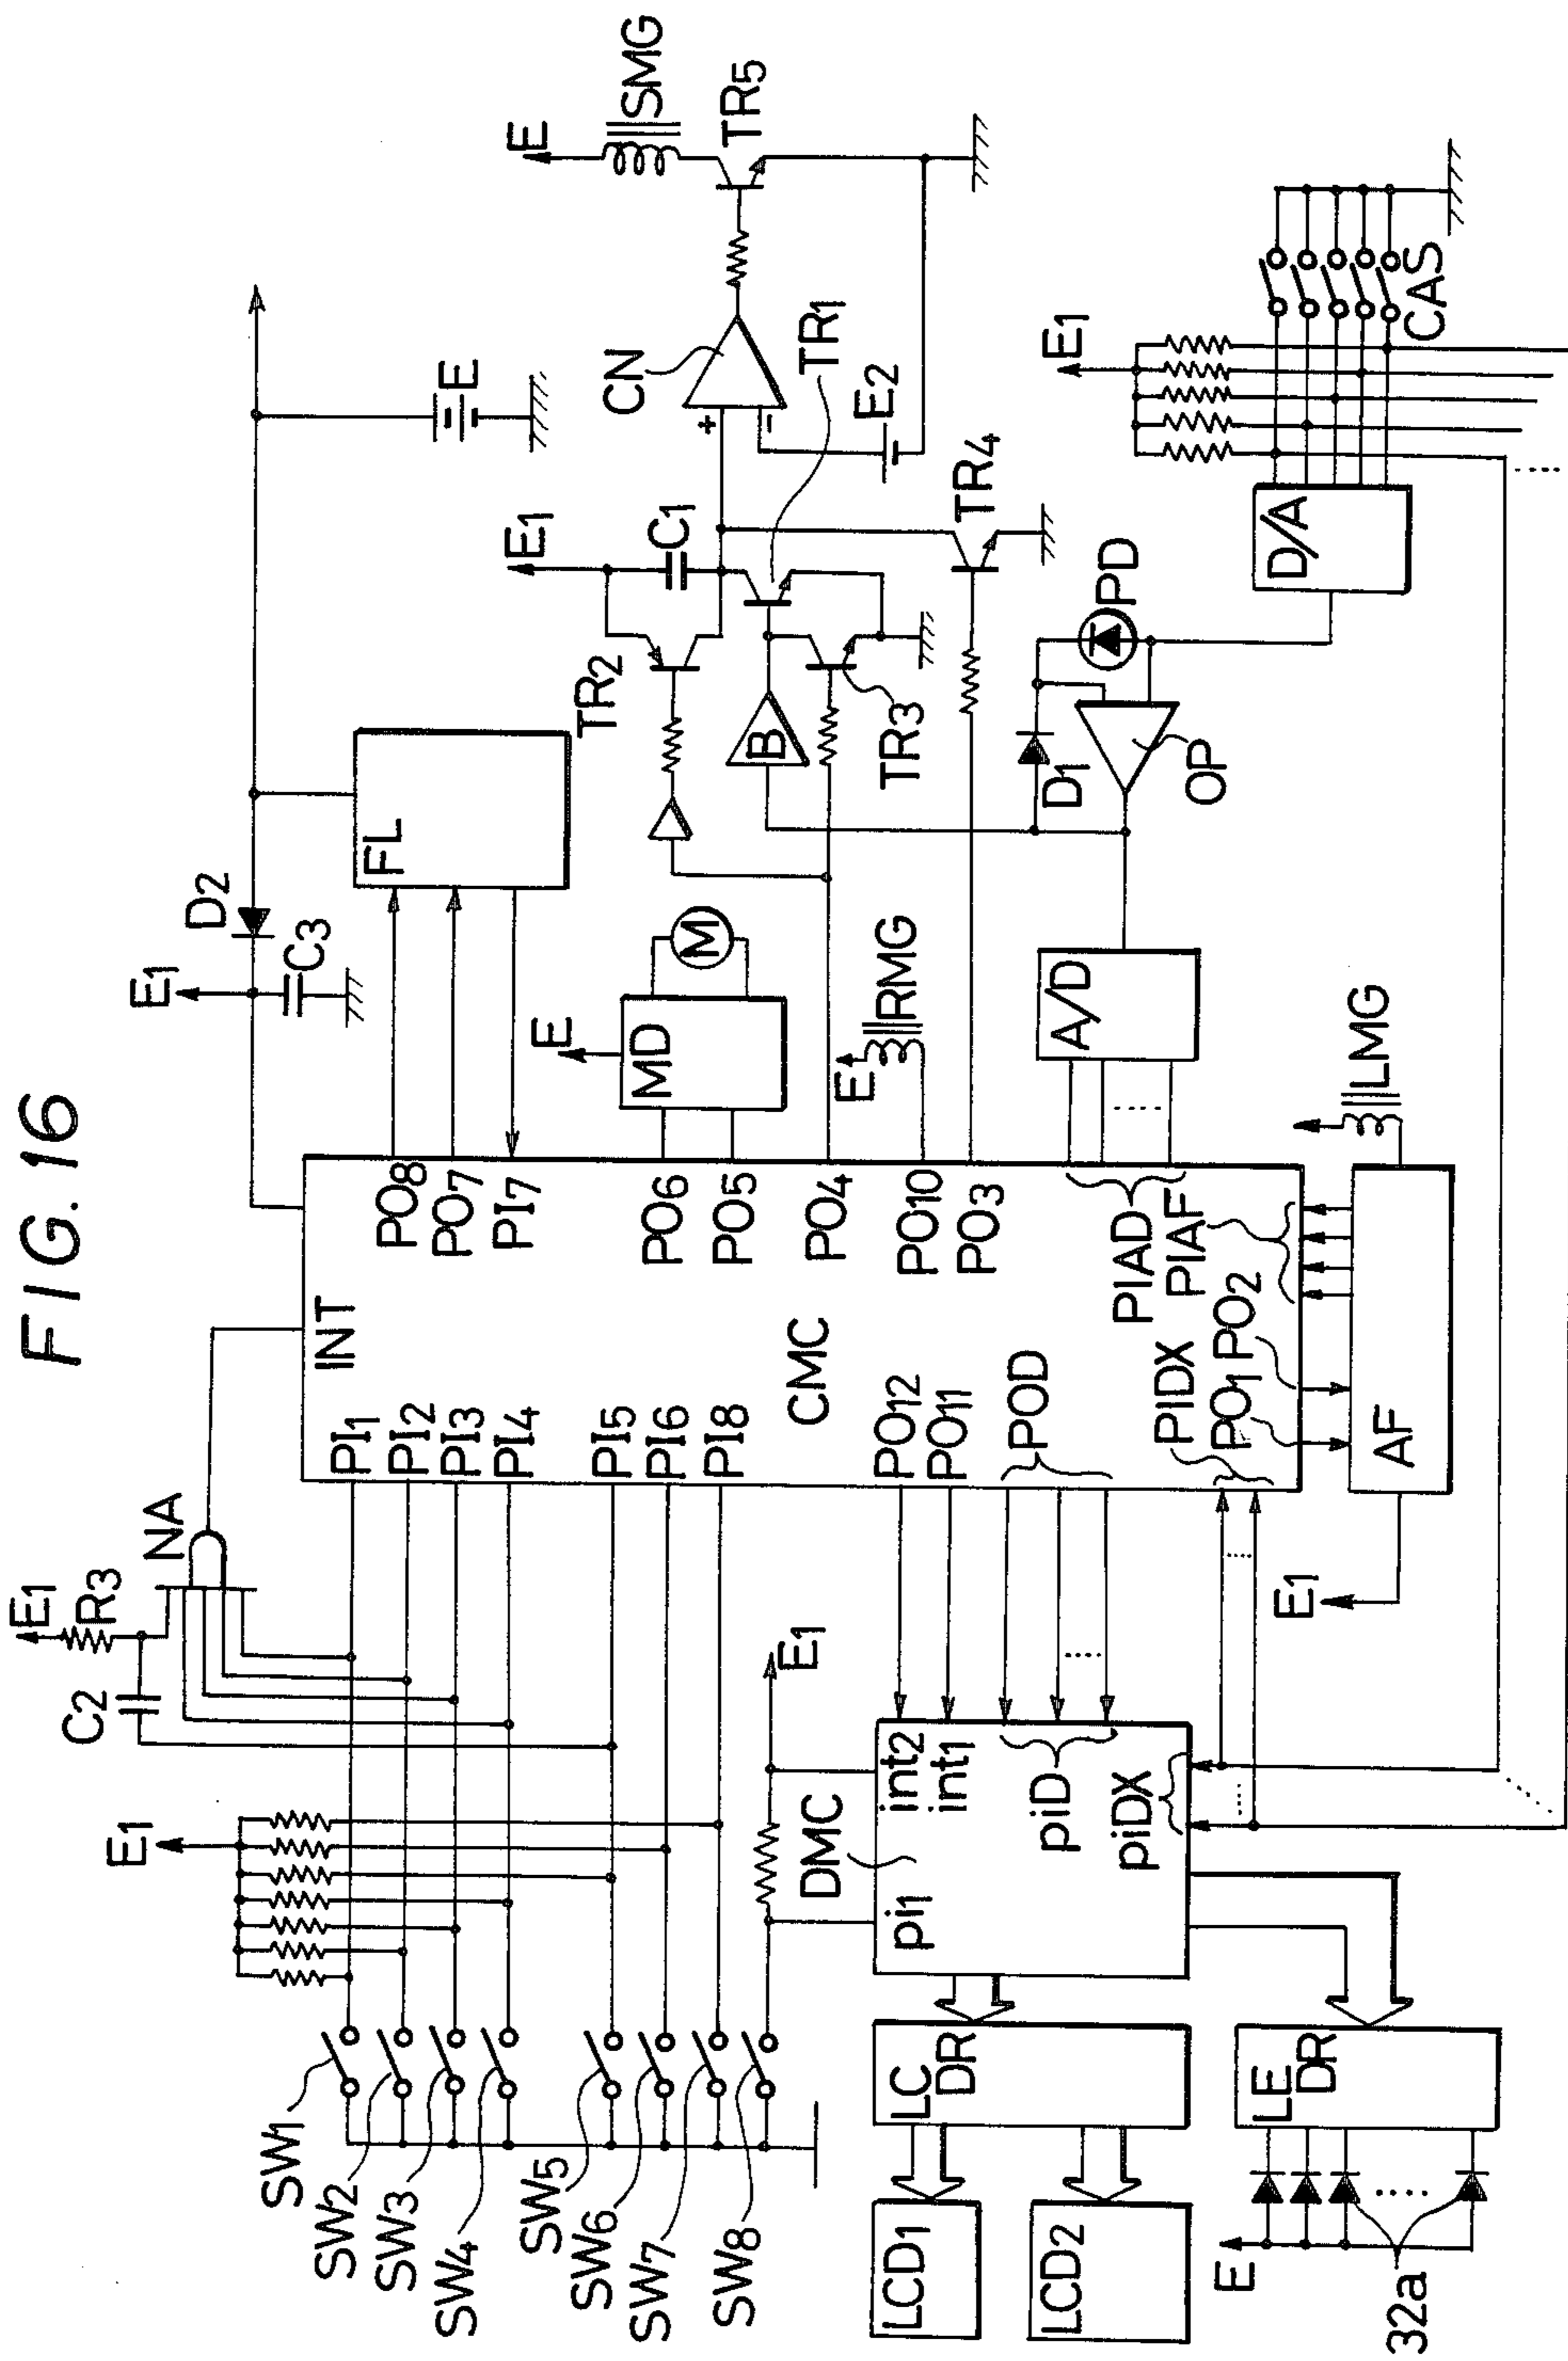 FIG. 16
E1
R3
C2
NA
E1
D2
C3
E
FL
INT
PI1
PI2
PI3
PI4
PI5
PI6
PI8
PO8
PO7
PI7
PO6
PO5
PO4
PO10
PO3
PIAD
PIAF
PO12
PO11
POD
PIDX
PO1
PO2
CMC
E1
SW1
SW2
SW3
SW4
SW5
SW6
SW7
SW8
E1
DMC
pi1
int2
int1
piD
piDX
LC
DR
LCD1
LCD2
LE
DR
E
32a
AF
E1
LMG
E
MD
M
E
RMG
A/D
TR2
B
TR3
E1
C1
TR1
CN
+
−
E2
E
SMG
TR5
TR4
D1
OP
PD
D/A
E1
CAS